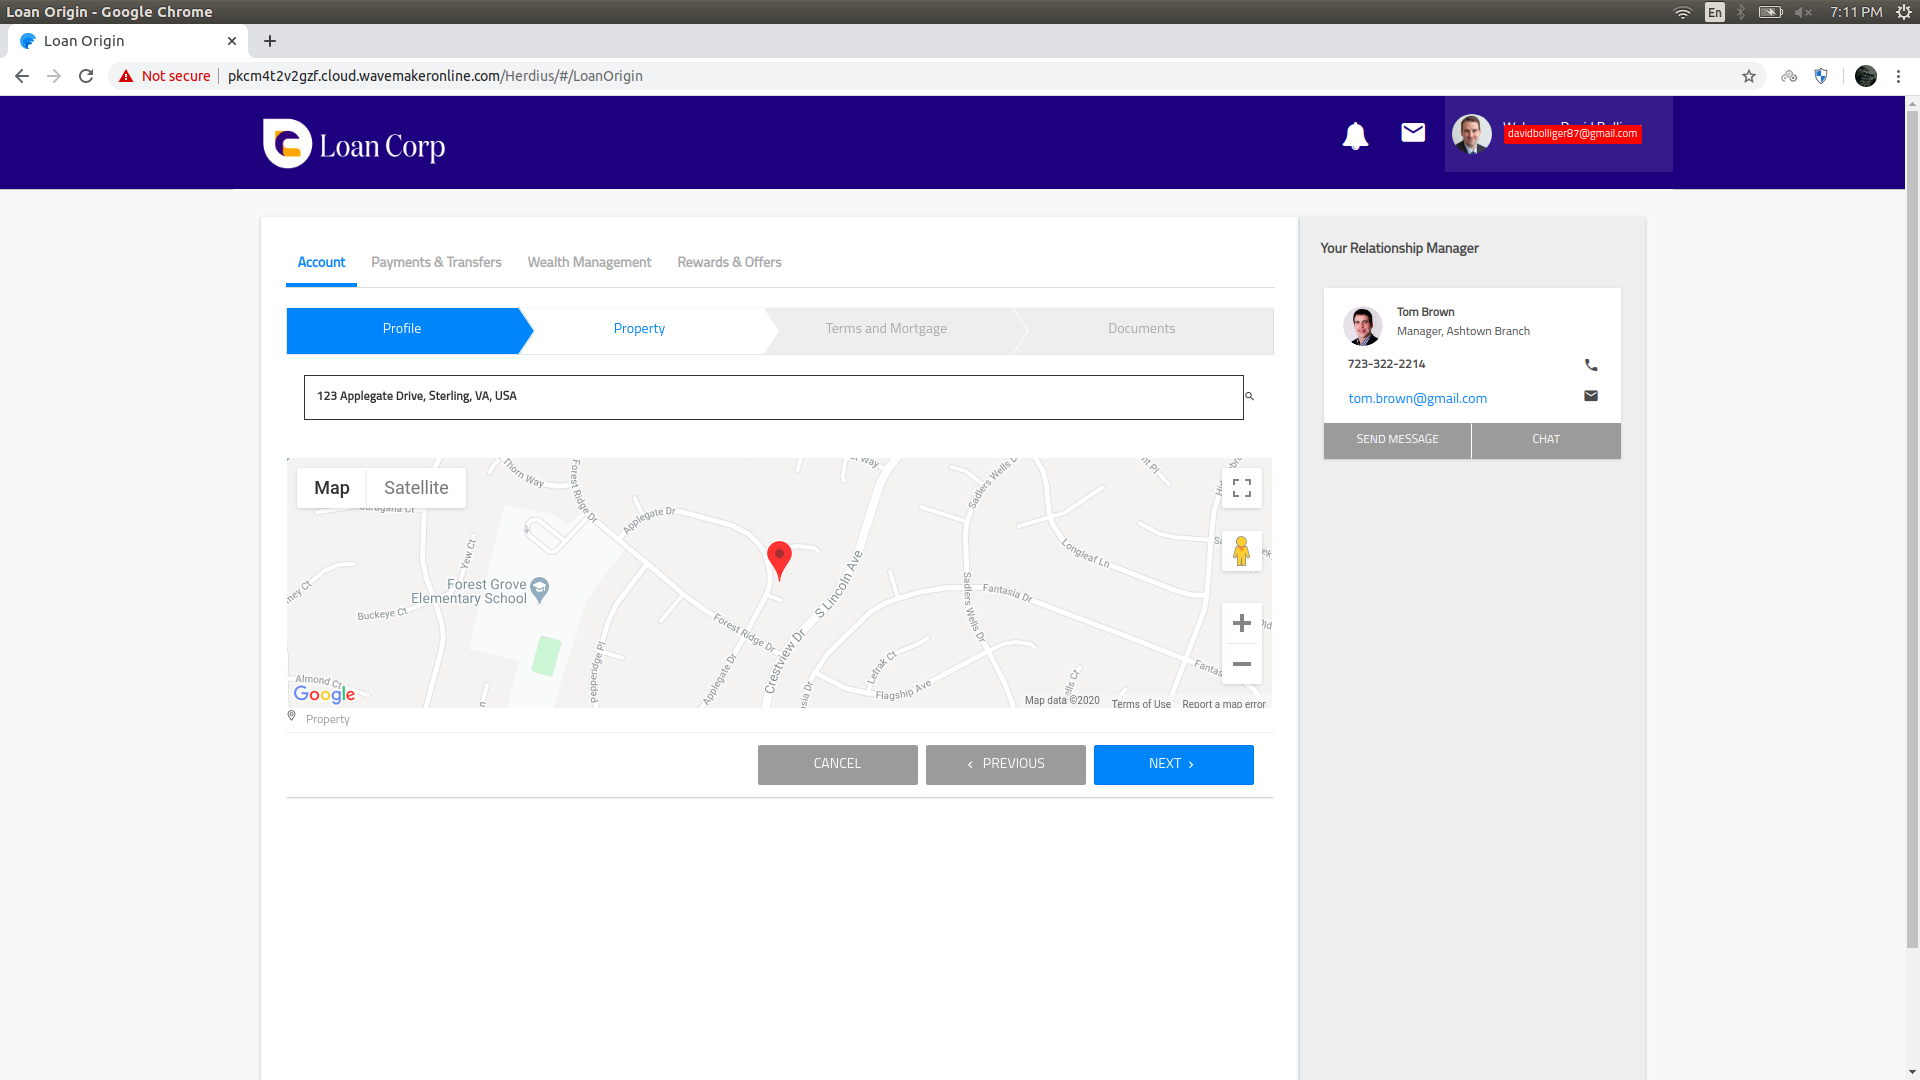 Loan Origin - Google Chrome
En
7:11 PM
Loan Origin
Not secure
pkcm4t2v2gzf.cloud.wavemakeronline.com/Herdius/#/LoanOrigin
Loan Corp
davidbolliger87@gmail.com
Account
Payments & Transfers
Wealth Management
Rewards & Offers
Profile
Property
Terms and Mortgage
Documents
123 Applegate Drive, Sterling, VA, USA
Map
Satellite
Thorn Way
Forest Ridge Dr
Applegate Dr
Yew Ct
Forest Grove
Elementary School
Buckeye Ct
Almond Ct
Pepperidge Pl
Forest Ridge Dr
Applegate Dr
Crestview Dr
S Lincoln Ave
Sadlers Wells Dr
Sadlers Wells Dr
Longleaf Ln
Fantasia Dr
Lefrak Ct
Flagship Ave
Google
Map data ©2020
Terms of Use
Report a map error
Property
CANCEL
PREVIOUS
NEXT
Your Relationship Manager
Tom Brown
Manager, Ashtown Branch
723-322-2214
tom.brown@gmail.com
SEND MESSAGE
CHAT